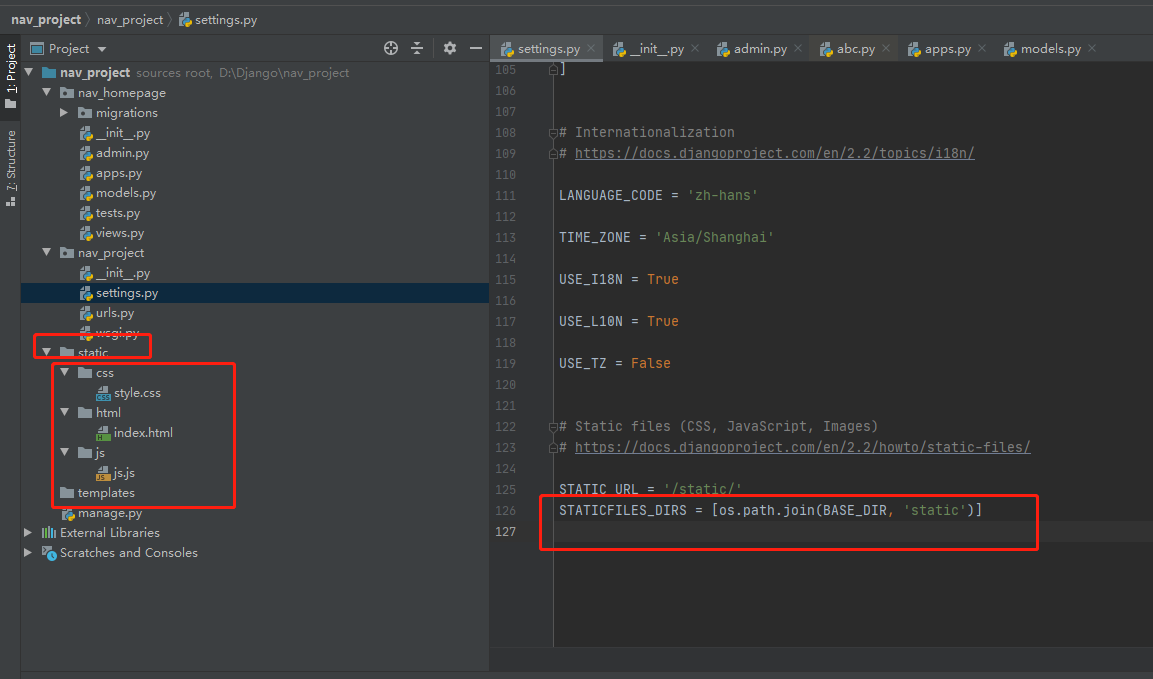 nav_project nav_project settings.py
1: Project
7: Structure
Project
settings.py __init__.py admin.py abc.py apps.py models.py
nav_project sources root, D:\Django\nav_project
nav_homepage
migrations
__init__.py
admin.py
apps.py
models.py
tests.py
views.py
nav_project
__init__.py
settings.py
urls.py
wsgi.py
static
css
style.css
html
index.html
js
js.js
templates
manage.py
External Libraries
Scratches and Consoles
105 ]
106
107
108 # Internationalization
109 # https://docs.djangoproject.com/en/2.2/topics/i18n/
110
111 LANGUAGE_CODE = 'zh-hans'
112
113 TIME_ZONE = 'Asia/Shanghai'
114
115 USE_I18N = True
116
117 USE_L10N = True
118
119 USE_TZ = False
120
121
122 # Static files (CSS, JavaScript, Images)
123 # https://docs.djangoproject.com/en/2.2/howto/static-files/
124
125 STATIC_URL = '/static/'
126 STATICFILES_DIRS = [os.path.join(BASE_DIR, 'static')]
127